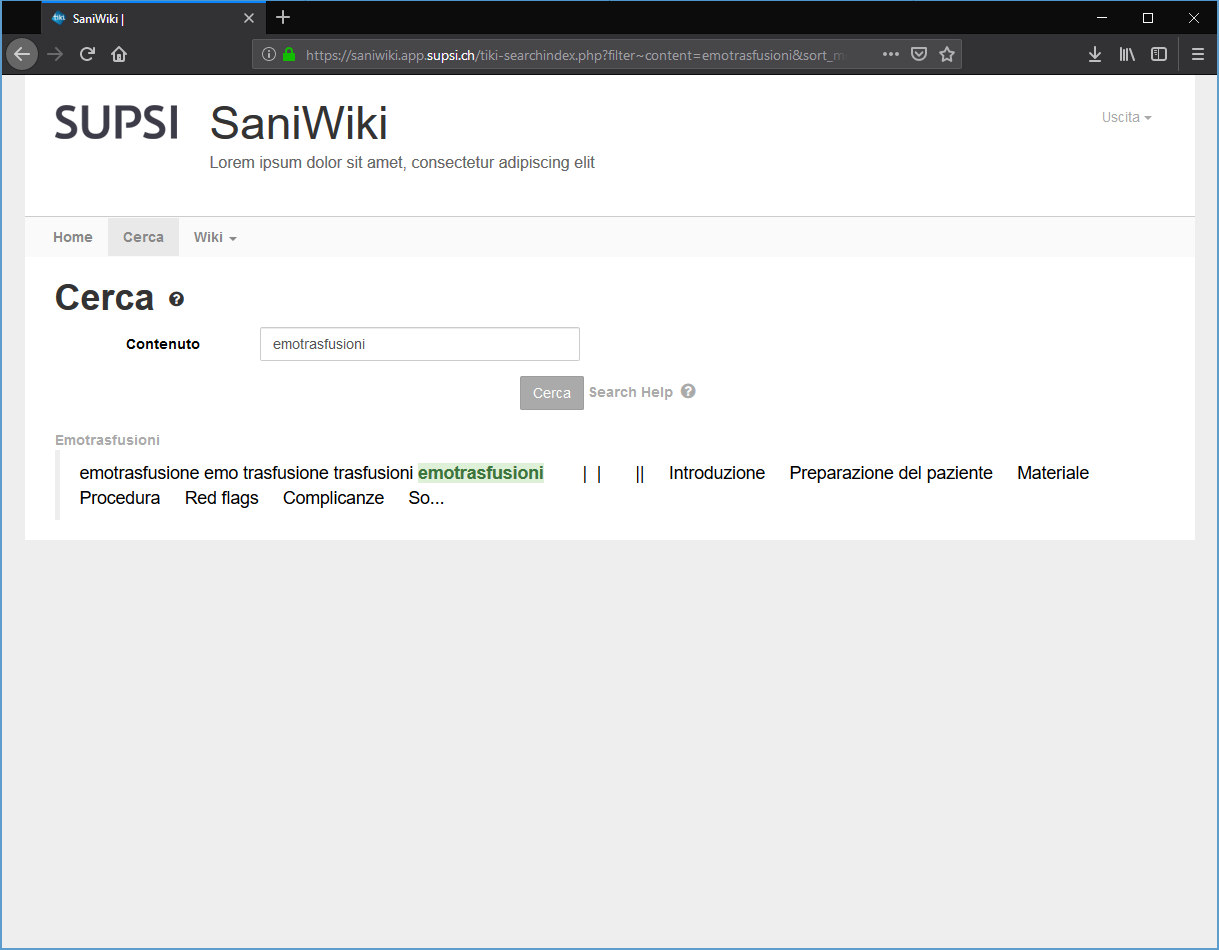 SaniWiki |
https://saniwiki.app.supsi.ch/tiki-searchindex.php?filter~content=emotrasfusioni&sort_m
SUPSI SaniWiki
Uscita
Lorem ipsum dolor sit amet, consectetur adipiscing elit
Home Cerca Wiki
Cerca ?
Contenuto emotrasfusioni
Cerca Search Help ?
Emotrasfusioni
emotrasfusione emo trasfusione trasfusioni emotrasfusioni | | || Introduzione Preparazione del paziente Materiale
Procedura Red flags Complicanze So...